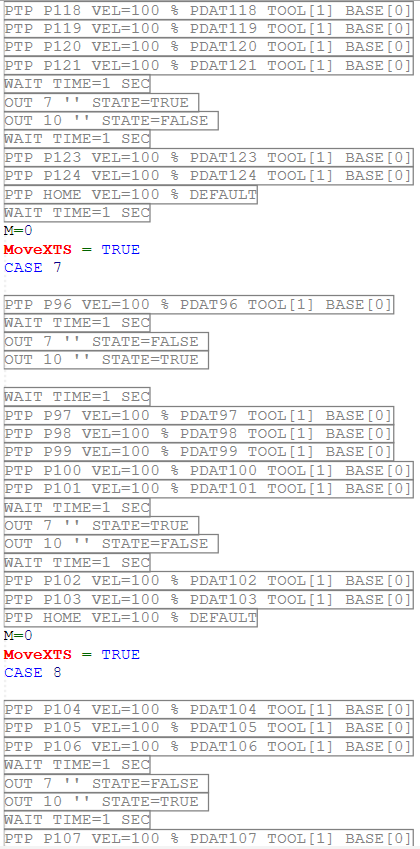 PTP P118 VEL=100 % PDAT118 TOOL[1] BASE[0]
PTP P119 VEL=100 % PDAT119 TOOL[1] BASE[0]
PTP P120 VEL=100 % PDAT120 TOOL[1] BASE[0]
PTP P121 VEL=100 % PDAT121 TOOL[1] BASE[0]
WAIT TIME=1 SEC
OUT 7 '' STATE=TRUE
OUT 10 '' STATE=FALSE
WAIT TIME=1 SEC
PTP P123 VEL=100 % PDAT123 TOOL[1] BASE[0]
PTP P124 VEL=100 % PDAT124 TOOL[1] BASE[0]
PTP HOME VEL=100 % DEFAULT
WAIT TIME=1 SEC
M=0
MoveXTS = TRUE
CASE 7
PTP P96 VEL=100 % PDAT96 TOOL[1] BASE[0]
WAIT TIME=1 SEC
OUT 7 '' STATE=FALSE
OUT 10 '' STATE=TRUE
WAIT TIME=1 SEC
PTP P97 VEL=100 % PDAT97 TOOL[1] BASE[0]
PTP P98 VEL=100 % PDAT98 TOOL[1] BASE[0]
PTP P99 VEL=100 % PDAT99 TOOL[1] BASE[0]
PTP P100 VEL=100 % PDAT100 TOOL[1] BASE[0]
PTP P101 VEL=100 % PDAT101 TOOL[1] BASE[0]
WAIT TIME=1 SEC
OUT 7 '' STATE=TRUE
OUT 10 '' STATE=FALSE
WAIT TIME=1 SEC
PTP P102 VEL=100 % PDAT102 TOOL[1] BASE[0]
PTP P103 VEL=100 % PDAT103 TOOL[1] BASE[0]
PTP HOME VEL=100 % DEFAULT
M=0
MoveXTS = TRUE
CASE 8
PTP P104 VEL=100 % PDAT104 TOOL[1] BASE[0]
PTP P105 VEL=100 % PDAT105 TOOL[1] BASE[0]
PTP P106 VEL=100 % PDAT106 TOOL[1] BASE[0]
WAIT TIME=1 SEC
OUT 7 '' STATE=FALSE
OUT 10 '' STATE=TRUE
WAIT TIME=1 SEC
PTP P107 VEL=100 % PDAT107 TOOL[1] BASE[0]